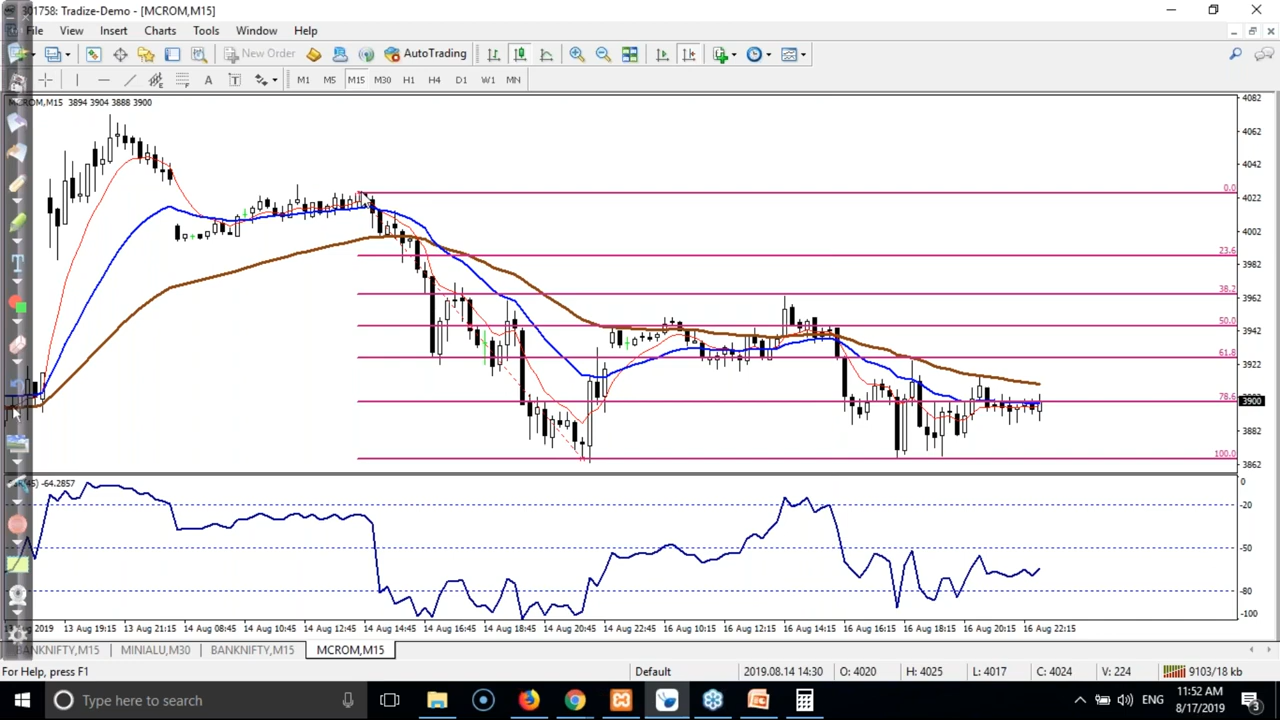 301758: Tradize-Demo - [MCROM,M15]
File View Insert Charts Tools Window Help
New Order AutoTrading
A T M1 M5 M15 M30 H1 H4 D1 W1 MN
MCROM,M15 3894 3904 3888 3900
4082
4062
4042
0.0
4022
4002
23.6
3982
38.2
3962
50.0
3942
61.8
3922
78.6
3900
3882
100.0
3862
-64.2857
0
-20
-50
-80
-100
Aug 2019 13 Aug 19:15 13 Aug 21:15 14 Aug 08:45 14 Aug 10:45 14 Aug 12:45 14 Aug 14:45 14 Aug 16:45 14 Aug 18:45 14 Aug 20:45 14 Aug 22:45 16 Aug 10:15 16 Aug 12:15 16 Aug 14:15 16 Aug 16:15 16 Aug 18:15 16 Aug 20:15 16 Aug 22:15
BANKNIFTY,M15 MINIALU,M30 BANKNIFTY,M15 MCROM,M15
For Help, press F1 Default 2019.08.14 14:30 O: 4020 H: 4025 L: 4017 C: 4024 V: 224 9103/18 kb
Type here to search ENG 11:52 AM
8/17/2019 3